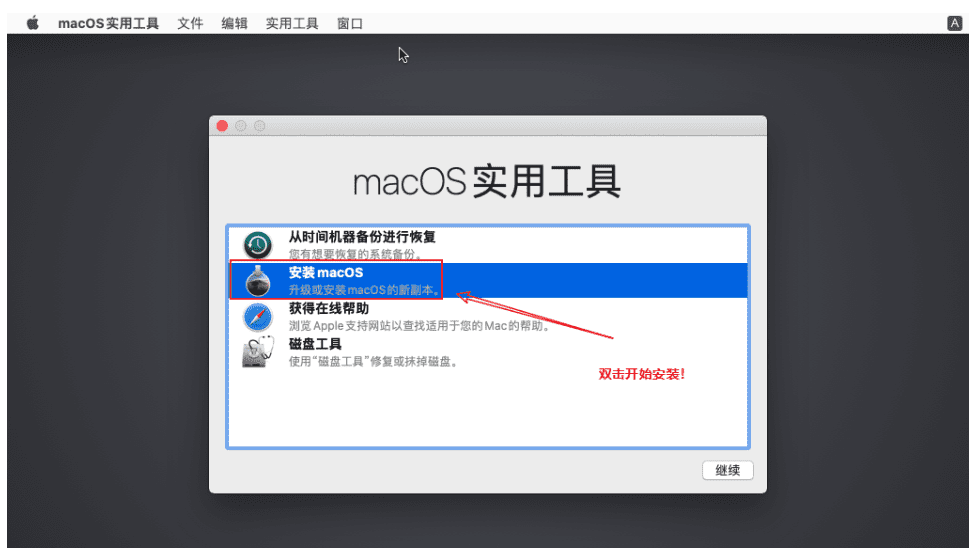 macOS实用工具 文件 编辑 实用工具 窗口 A
macOS实用工具
从时间机器备份进行恢复
您有想要恢复的系统备份。
安装macOS
升级或安装macOS的新副本。
获得在线帮助
浏览Apple支持网站以查找适用于您的Mac的帮助。
磁盘工具
使用“磁盘工具”修复或抹掉磁盘。
双击开始安装！
继续